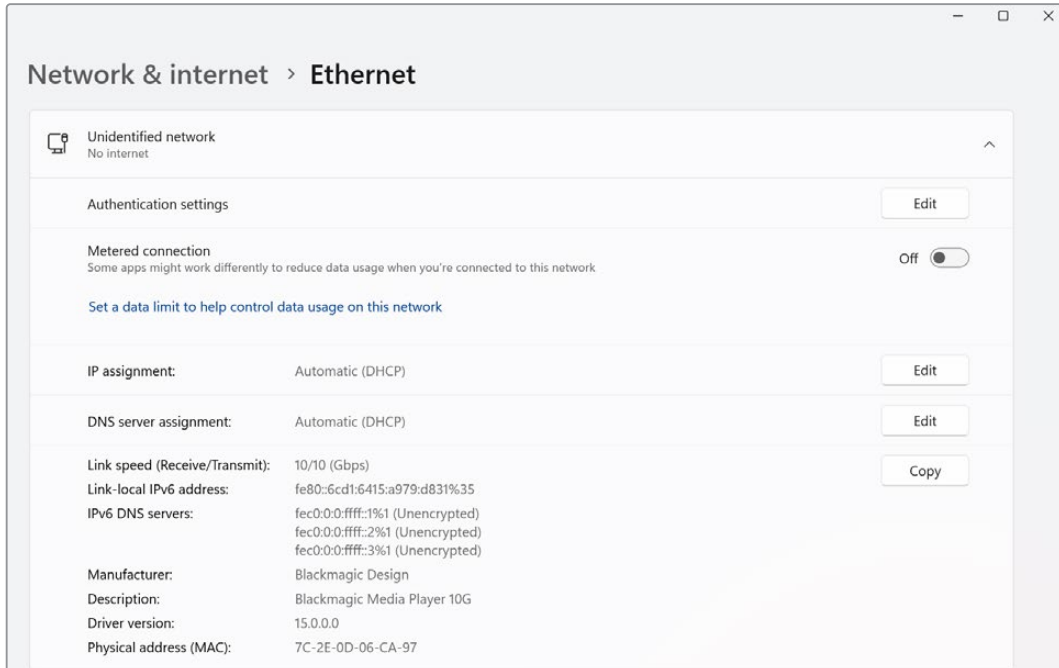 Network & internet > Ethernet
Unidentified network
No internet
Authentication settings Edit
Metered connection
Some apps might work differently to reduce data usage when you're connected to this network
Off
Set a data limit to help control data usage on this network
IP assignment: Automatic (DHCP) Edit
DNS server assignment: Automatic (DHCP) Edit
Link speed (Receive/Transmit): 10/10 (Gbps) Copy
Link-local IPv6 address: fe80::6cd1:6415:a979:d831%35
IPv6 DNS servers: fec0:0:0:ffff::1%1 (Unencrypted)
fec0:0:0:ffff::2%1 (Unencrypted)
fec0:0:0:ffff::3%1 (Unencrypted)
Manufacturer: Blackmagic Design
Description: Blackmagic Media Player 10G
Driver version: 15.0.0.0
Physical address (MAC): 7C-2E-0D-06-CA-97